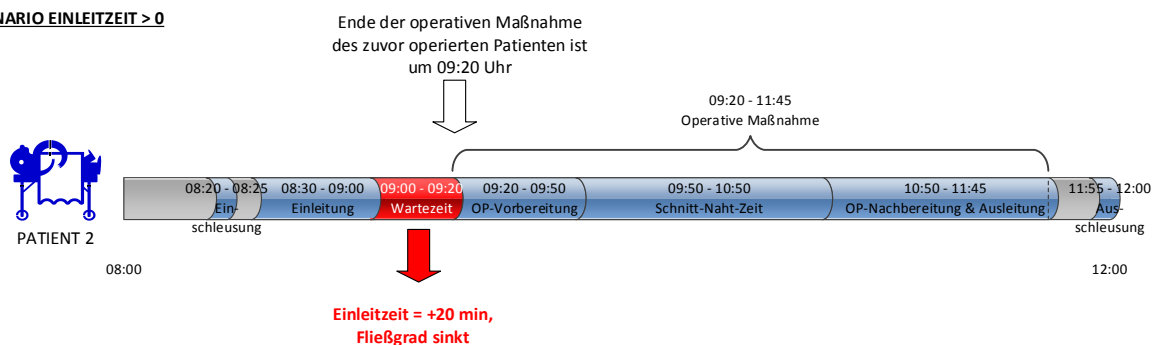 NARIO EINLEITZEIT > 0
Ende der operativen Maßnahme
des zuvor operierten Patienten ist
um 09:20 Uhr
09:20 - 11:45
Operative Maßnahme
08:20 - 08:25
Ein-
schleusung
08:30 - 09:00
Einleitung
09:00 - 09:20
Wartezeit
09:20 - 09:50
OP-Vorbereitung
09:50 - 10:50
Schnitt-Naht-Zeit
10:50 - 11:45
OP-Nachbereitung & Ausleitung
11:55 - 12:00
Aus-
schleusung
PATIENT 2
08:00
12:00
Einleitzeit = +20 min,
Fließgrad sinkt